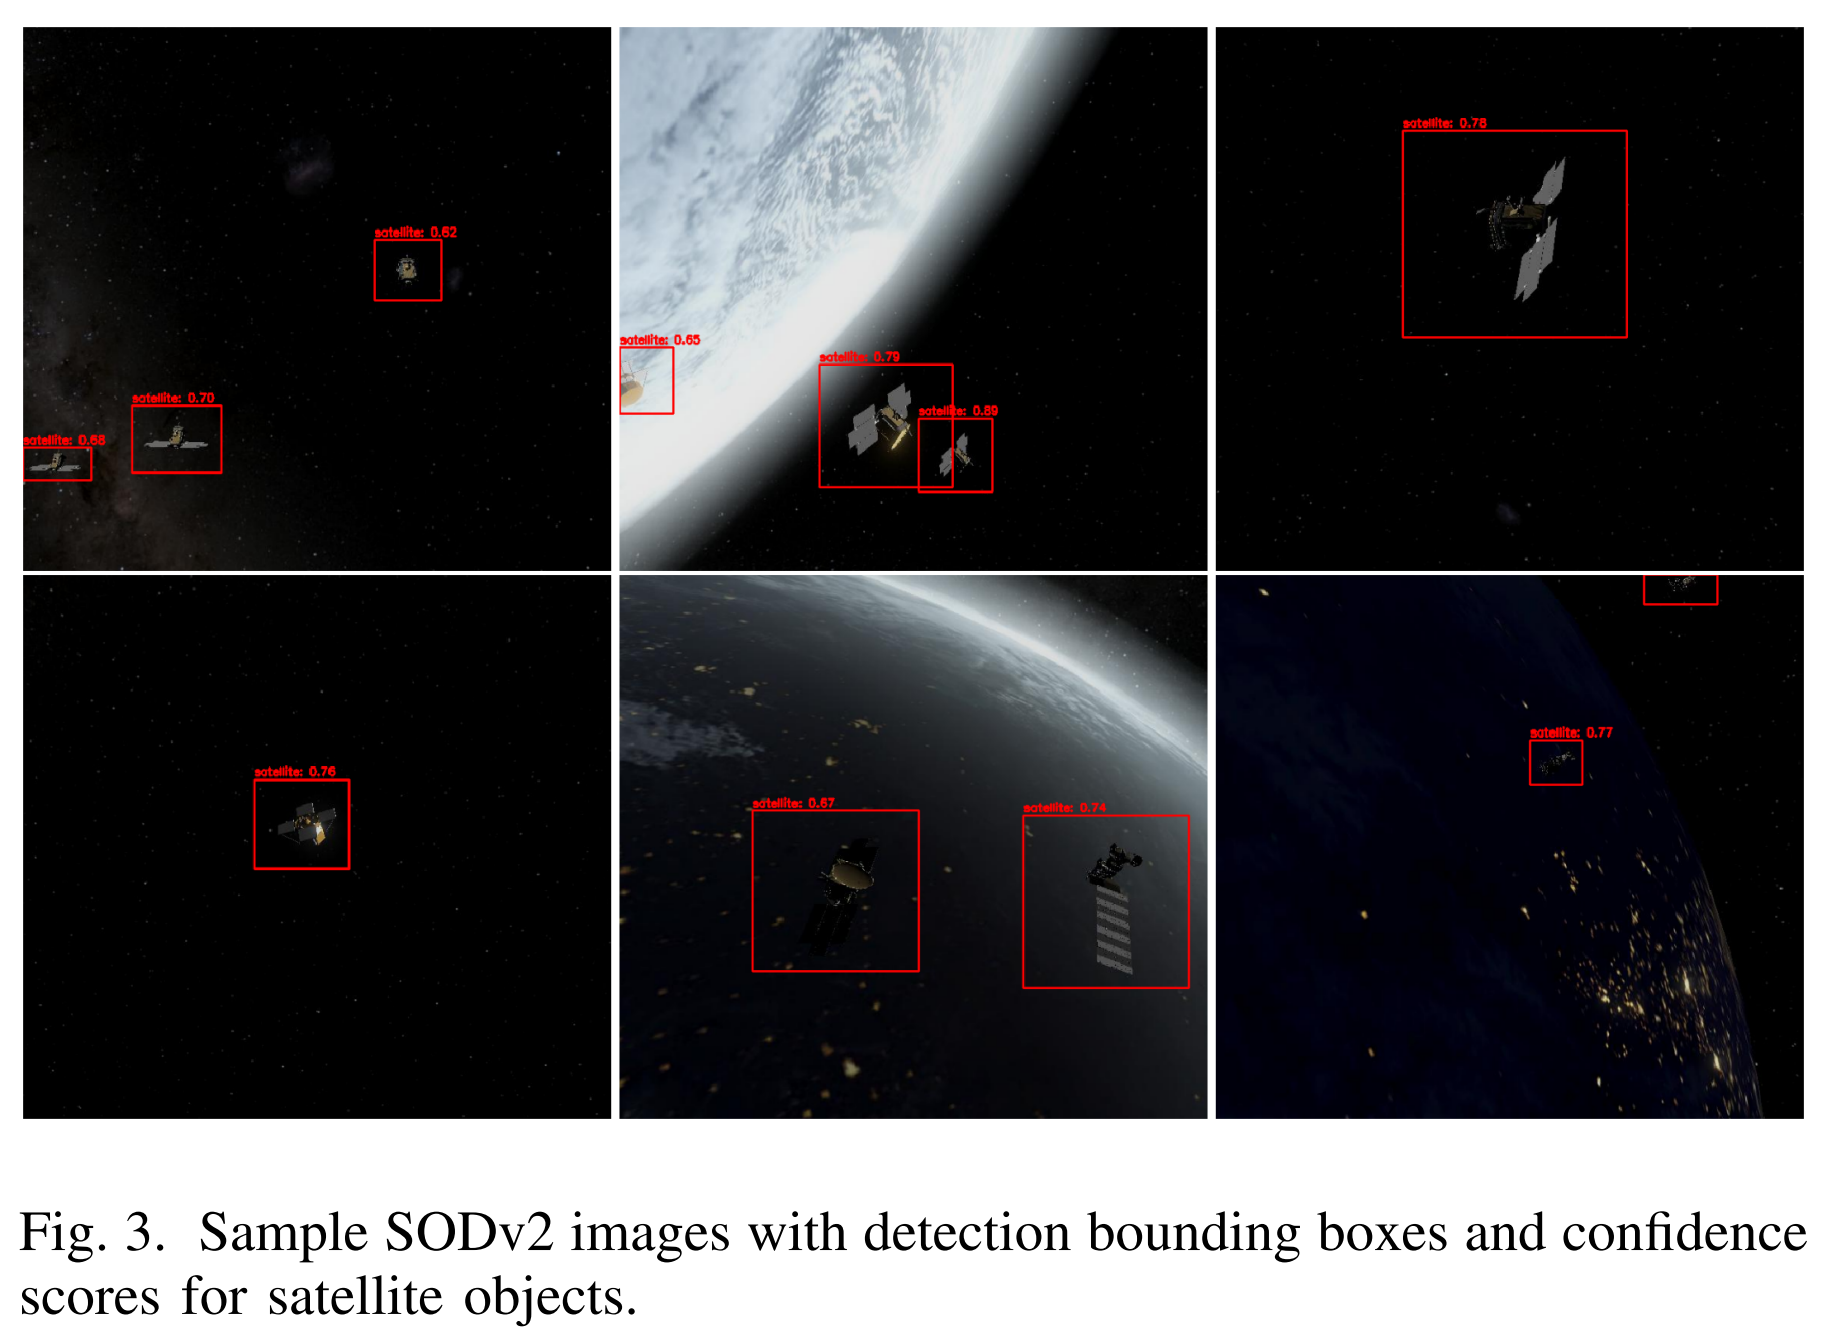 satellite: 0.62
satellite: 0.70
satellite: 0.68
satellite: 0.65
satellite: 0.79
satellite: 0.89
satellite: 0.78
satellite: 0.76
satellite: 0.67
satellite: 0.74
satellite: 0.77
Fig. 3. Sample SODv2 images with detection bounding boxes and confidence
scores for satellite objects.